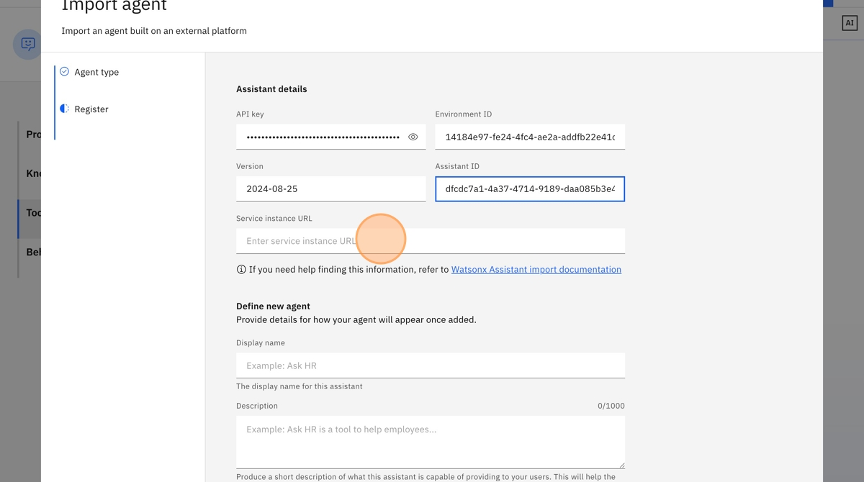 Import agent
AI
Import an agent built on an external platform
Agent type
Register
Assistant details
API key
Environment ID
14184e97-fe24-4fc4-ae2a-addfb22e41c
Version
Assistant ID
2024-08-25
dfcdc7a1-4a37-4714-9189-daa085b3e4
Service instance URL
Enter service instance URL
If you need help finding this information, refer to Watsonx Assistant import documentation
Define new agent
Provide details for how your agent will appear once added.
Display name
Example: Ask HR
The display name for this assistant
Description
0/1000
Example: Ask HR is a tool to help employees...
Produce a short description of what this assistant is capable of providing to your users. This will help the
Pro
Kno
Too
Beh